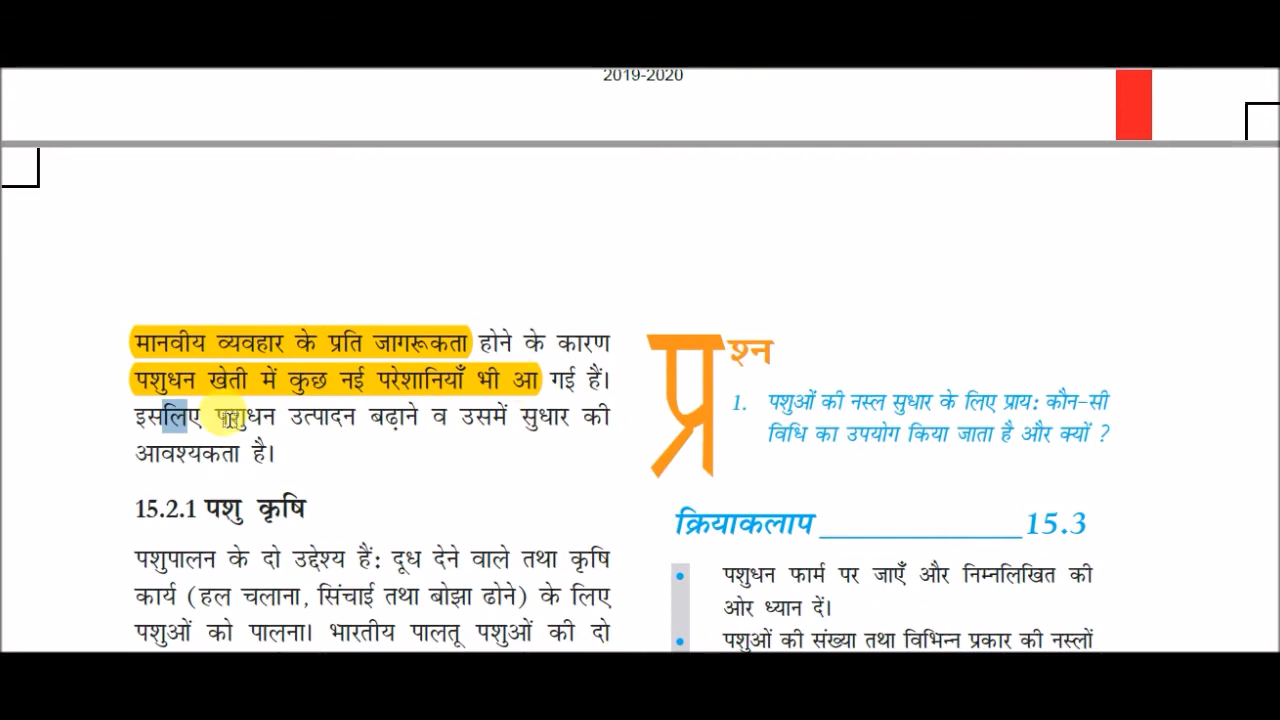 2019-2020
मानवीय व्यवहार के प्रति जागरूकता होने के कारण
पशुधन खेती में कुछ नई परेशानियाँ भी आ गई हैं।
इसलिए पशुधन उत्पादन बढ़ाने व उसमें सुधार की
आवश्यकता है।
15.2.1 पशु कृषि
पशुपालन के दो उद्देश्य हैं: दूध देने वाले तथा कृषि
कार्य (हल चलाना, सिंचाई तथा बोझा ढोने) के लिए
पशुओं को पालना। भारतीय पालतू पशुओं की दो
प्रश्न
1. पशुओं की नस्ल सुधार के लिए प्राय: कौन-सी
विधि का उपयोग किया जाता है और क्यों ?
क्रियाकलाप ____________ 15.3
• पशुधन फार्म पर जाएँ और निम्नलिखित की
ओर ध्यान दें।
• पशुओं की संख्या तथा विभिन्न प्रकार की नस्लों